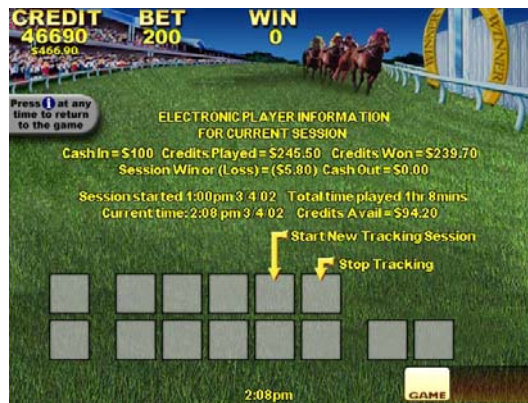 CREDIT BET WIN
46690 200 0
$466.90
WINNER
WINNER
Press i at any
time to return
to the game
ELECTRONIC PLAYER INFORMATION
FOR CURRENT SESSION
Cash In = $100 Credits Played = $245.50 Credits Won = $239.70
Session Win or (Loss) = ($5.80) Cash Out = $0.00
Session started 1:00pm 3/4/02 Total time played 1hr 8mins
Current time: 2:08 pm 3/4/02 Credits Avail = $94.20
Start New Tracking Session
Stop Tracking
2:08pm
GAME